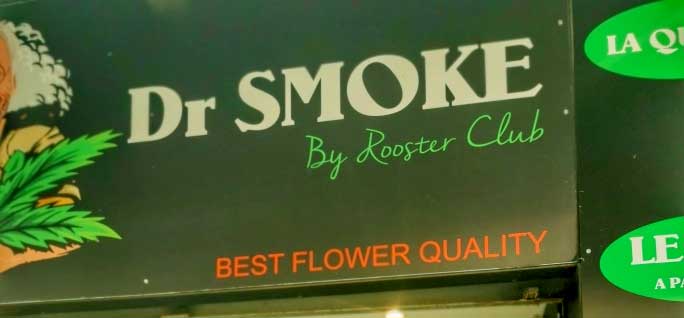 Dr SMOKE
By Rooster Club
BEST FLOWER QUALITY
LA QU
LE
A PA